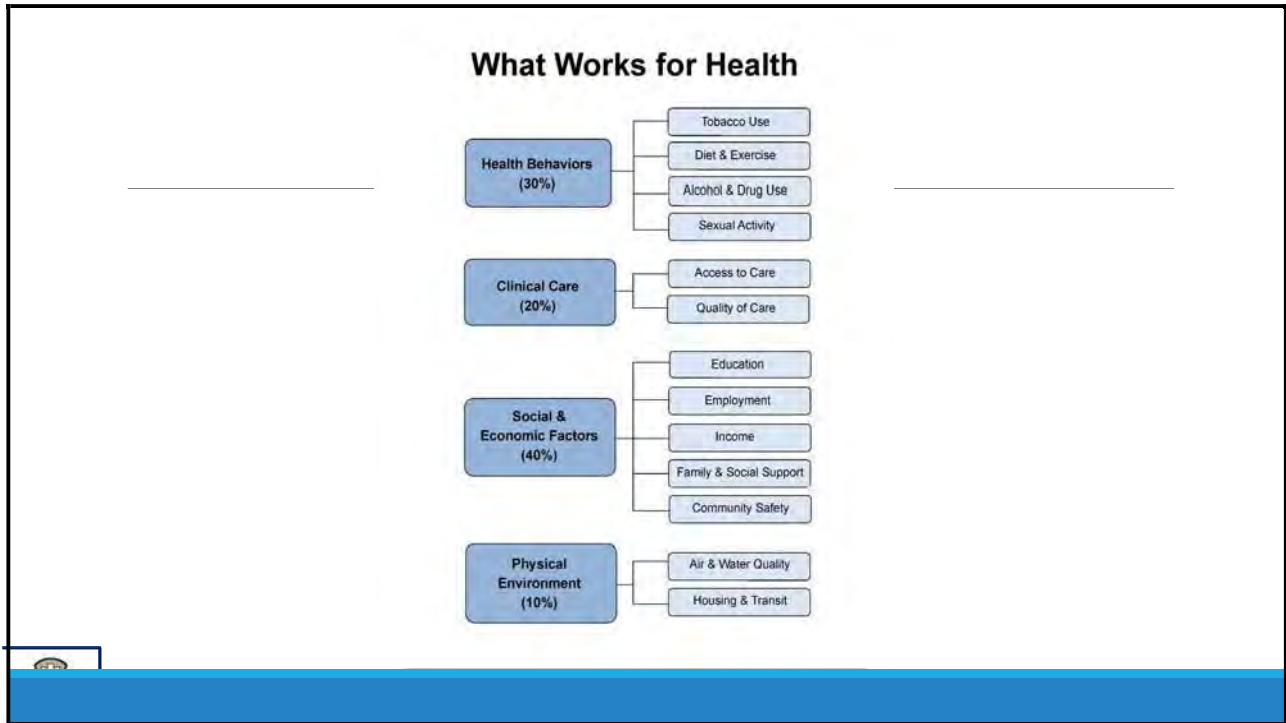 What Works for Health
Health Behaviors
(30%)
Tobacco Use
Diet & Exercise
Alcohol & Drug Use
Sexual Activity
Clinical Care
(20%)
Access to Care
Quality of Care
Social &
Economic Factors
(40%)
Education
Employment
Income
Family & Social Support
Community Safety
Physical
Environment
(10%)
Air & Water Quality
Housing & Transit